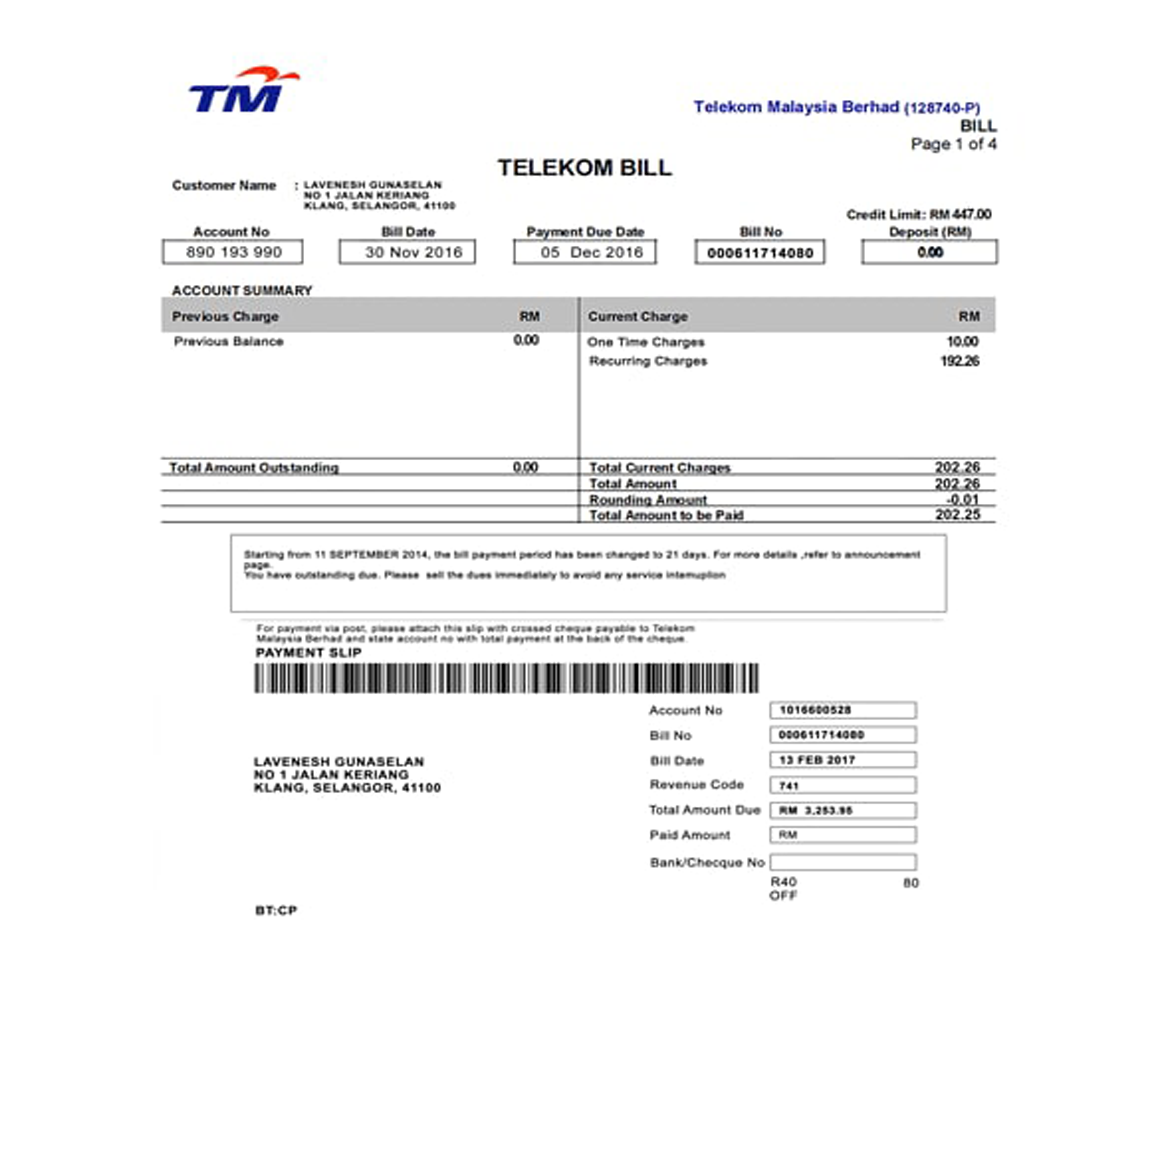 TM
Telekom Malaysia Berhad (128740-P)
BILL
Page 1 of 4
TELEKOM BILL
Customer Name : LAVENESH GUNASELAN
NO 1 JALAN KERIANG
KLANG, SELANGOR, 41100
Credit Limit: RM 447.00
Account No Bill Date Payment Due Date Bill No Deposit (RM)
890 193 990 30 Nov 2016 05 Dec 2016 000611714080 0.00
ACCOUNT SUMMARY
Previous Charge RM Current Charge RM
Previous Balance 0.00 One Time Charges 10.00
Recurring Charges 192.26
Total Amount Outstanding 0.00 Total Current Charges 202.26
Total Amount 202.26
Rounding Amount -0.01
Total Amount to be Paid 202.25
Starting from 11 SEPTEMBER 2014, the bill payment period has been changed to 21 days. For more details ,refer to announcement
page.
You have outstanding due. Please sell the dues immediately to avoid any service intemuplion
For payment via post, please attach this slip with crossed cheque payable to Telekom
Malaysia Berhad and state account no with total payment at the back of the cheque.
PAYMENT SLIP
Account No 1016600528
Bill No 000611714080
LAVENESH GUNASELAN
NO 1 JALAN KERIANG
KLANG, SELANGOR, 41100
Bill Date 13 FEB 2017
Revenue Code 741
Total Amount Due RM 3,253.95
Paid Amount RM
Bank/Checque No
R40 80
OFF
BT:CP